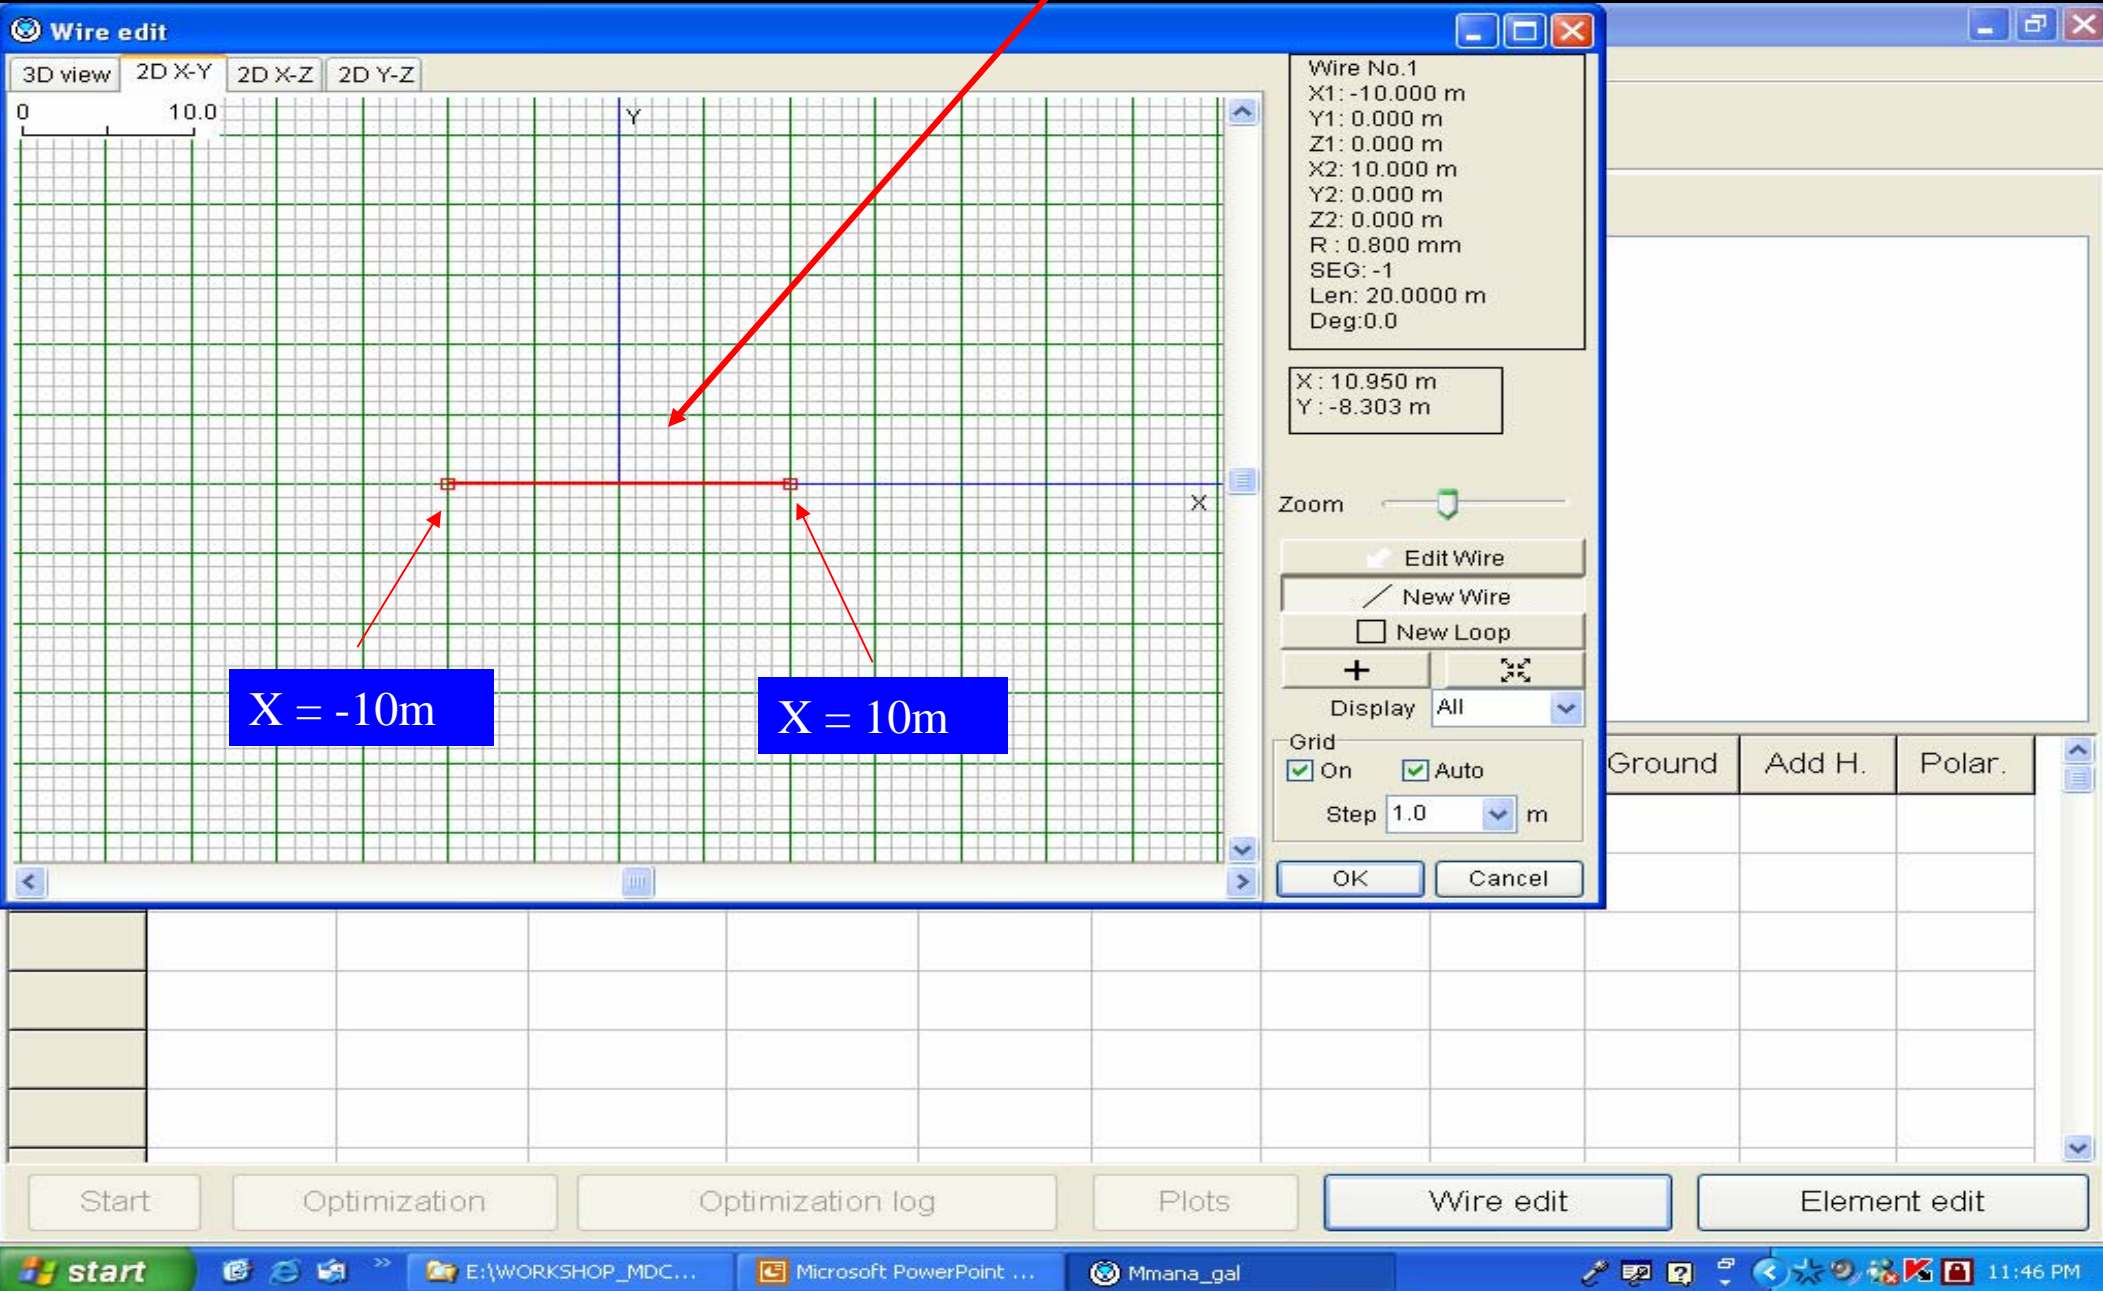 Wire edit
3D view 2D X-Y 2D X-Z 2D Y-Z
0 10.0
Y
X
X = -10m
X = 10m
Wire No.1
X1: -10.000 m
Y1: 0.000 m
Z1: 0.000 m
X2: 10.000 m
Y2: 0.000 m
Z2: 0.000 m
R : 0.800 mm
SEG: -1
Len: 20.0000 m
Deg:0.0
X : 10.950 m
Y : -8.303 m
Zoom
Edit Wire
New Wire
New Loop
Display All
Grid
On Auto
Step 1.0 m
OK Cancel
Ground Add H. Polar.
Start Optimization Optimization log Plots Wire edit Element edit
start E:\WORKSHOP_MDC... Microsoft PowerPoint ... Mmana_gal 11:46 PM